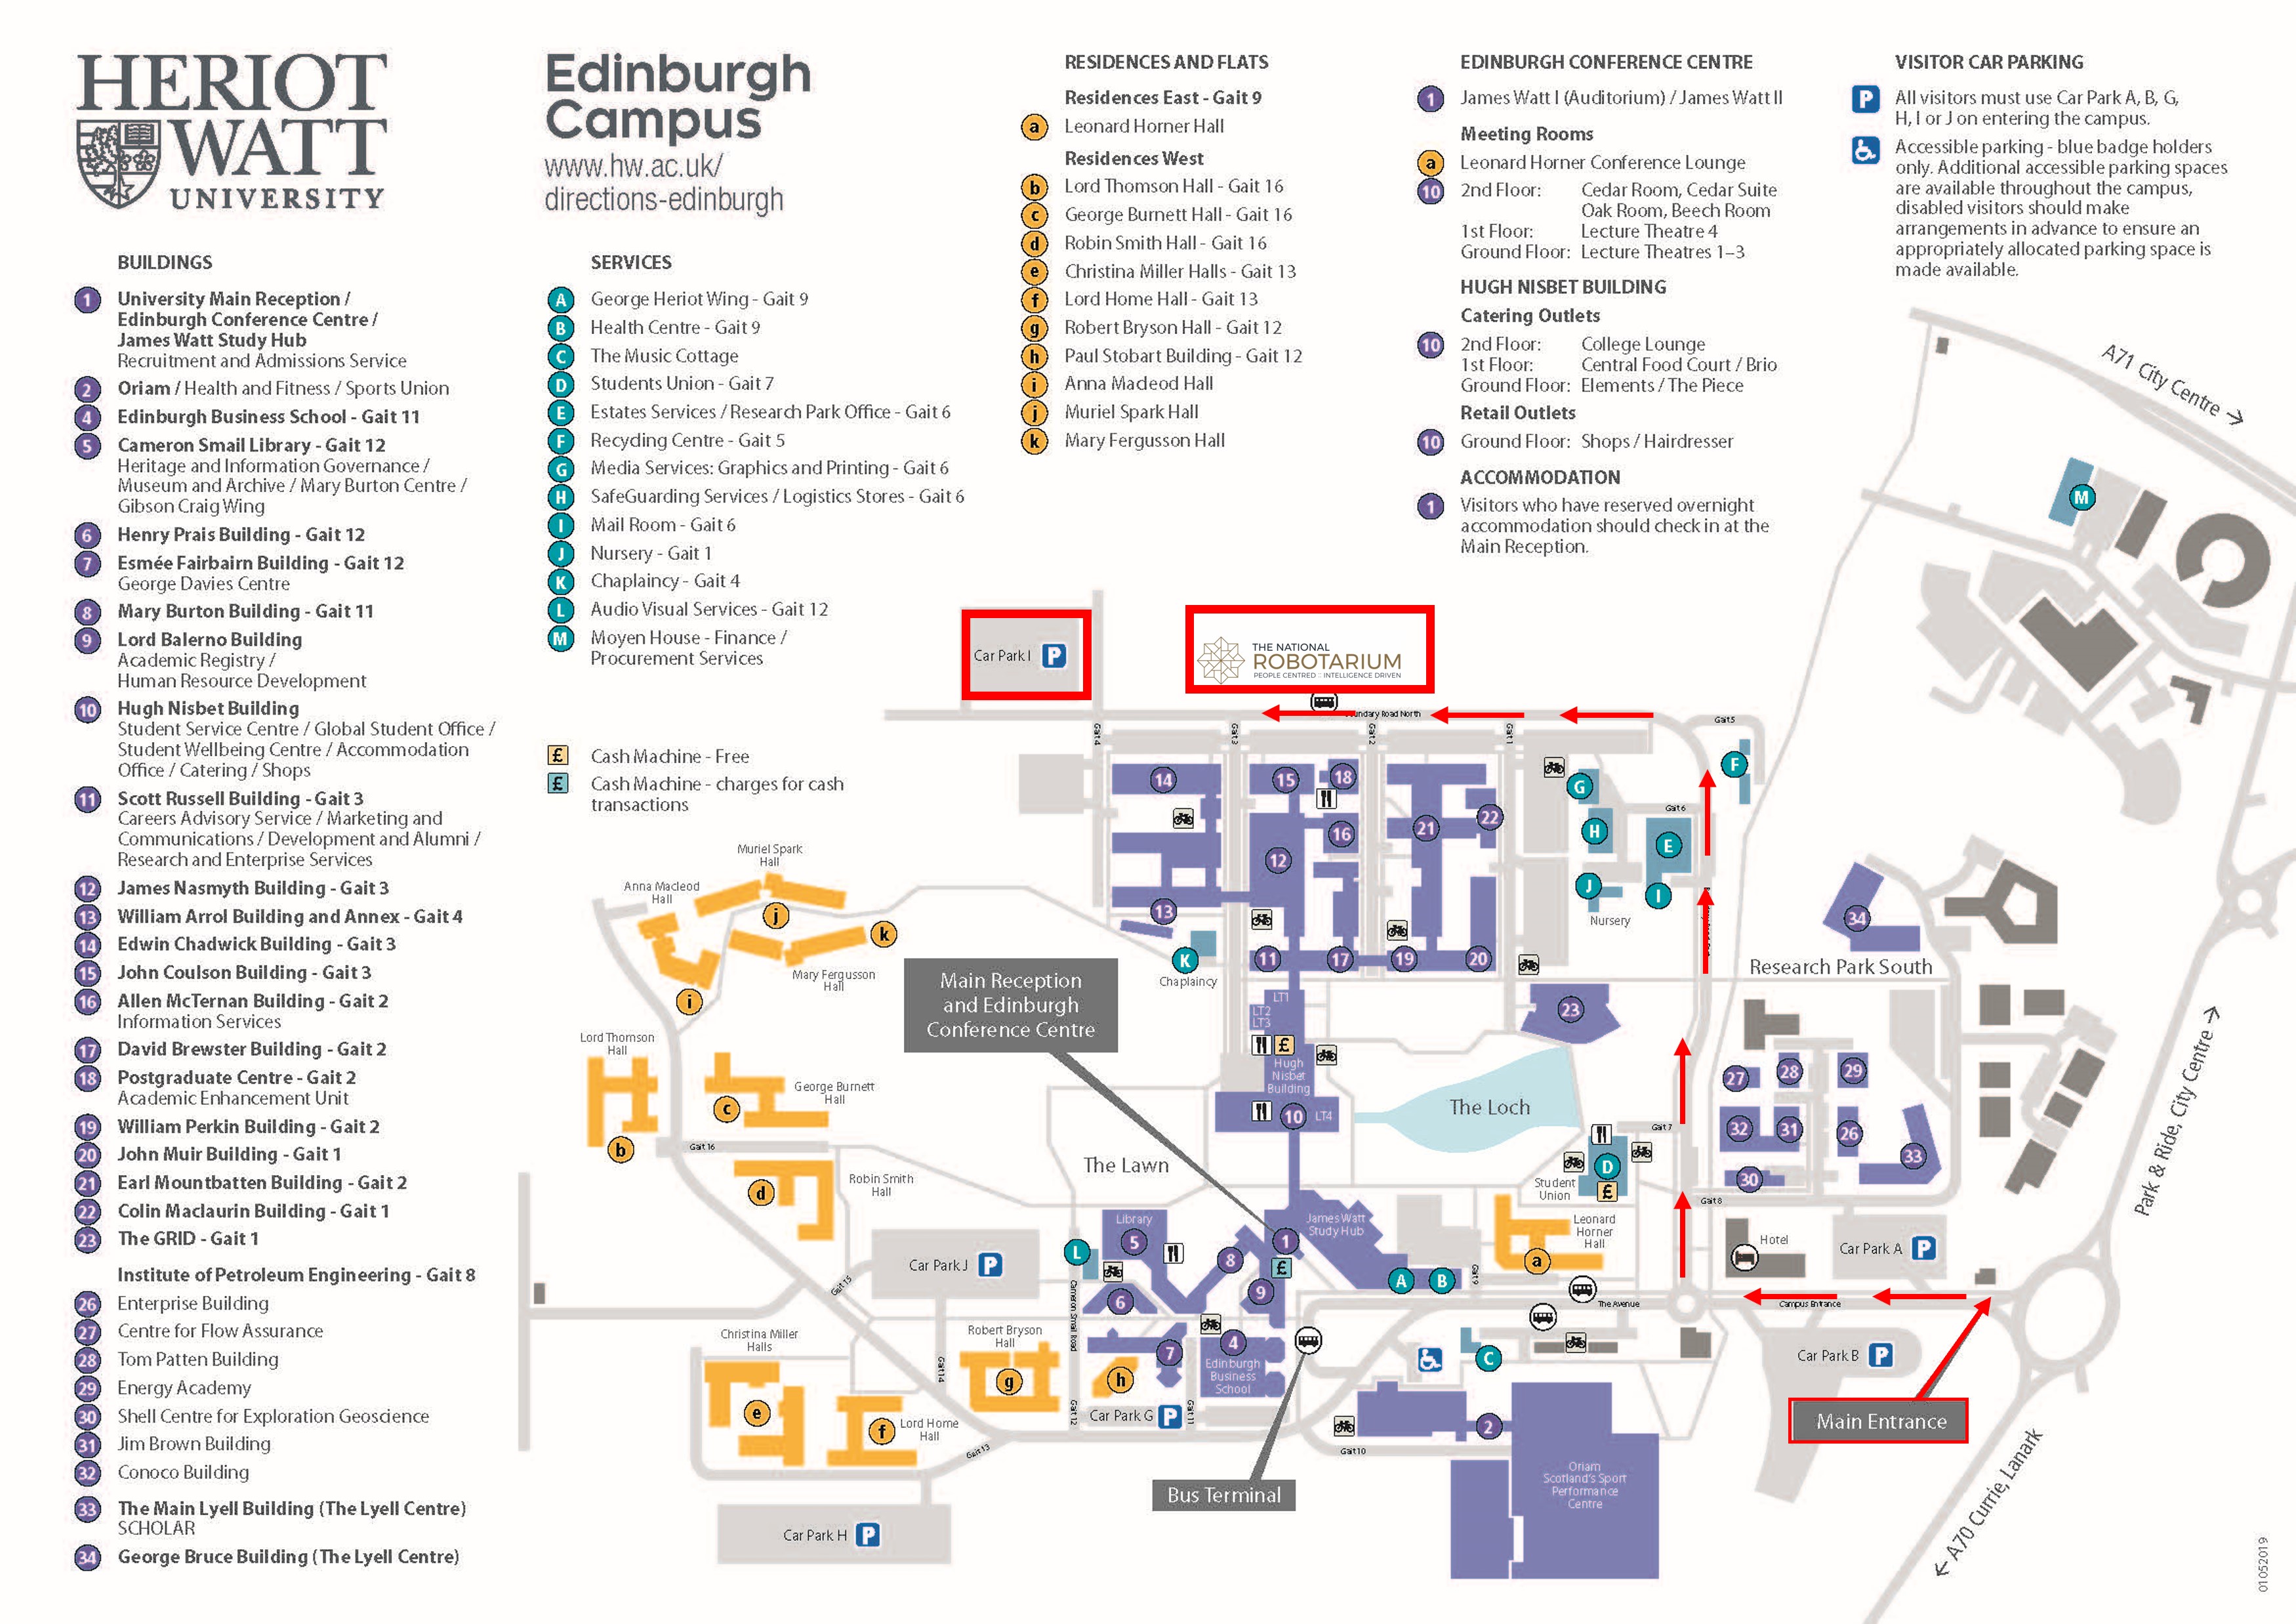 HERIOT
WATT
UNIVERSITY
Edinburgh
Campus
www.hw.ac.uk/
directions-edinburgh
BUILDINGS
1 University Main Reception /
Edinburgh Conference Centre /
James Watt Study Hub
Recruitment and Admissions Service
2 Oriam / Health and Fitness / Sports Union
4 Edinburgh Business School - Gait 11
5 Cameron Smail Library - Gait 12
Heritage and Information Governance /
Museum and Archive / Mary Burton Centre /
Gibson Craig Wing
6 Henry Prais Building - Gait 12
7 Esmée Fairbairn Building - Gait 12
George Davies Centre
8 Mary Burton Building - Gait 11
9 Lord Balerno Building
Academic Registry /
Human Resource Development
10 Hugh Nisbet Building
Student Service Centre / Global Student Office /
Student Wellbeing Centre / Accommodation
Office / Catering / Shops
11 Scott Russell Building - Gait 3
Careers Advisory Service / Marketing and
Communications / Development and Alumni /
Research and Enterprise Services
12 James Nasmyth Building - Gait 3
13 William Arrol Building and Annex - Gait 4
14 Edwin Chadwick Building - Gait 3
15 John Coulson Building - Gait 3
16 Allen McTernan Building - Gait 2
Information Services
17 David Brewster Building - Gait 2
18 Postgraduate Centre - Gait 2
Academic Enhancement Unit
19 William Perkin Building - Gait 2
20 John Muir Building - Gait 1
21 Earl Mountbatten Building - Gait 2
22 Colin Maclaurin Building - Gait 1
23 The GRID - Gait 1
Institute of Petroleum Engineering - Gait 8
26 Enterprise Building
27 Centre for Flow Assurance
28 Tom Patten Building
29 Energy Academy
30 Shell Centre for Exploration Geoscience
31 Jim Brown Building
32 Conoco Building
33 The Main Lyell Building (The Lyell Centre)
SCHOLAR
34 George Bruce Building (The Lyell Centre)
SERVICES
A George Heriot Wing - Gait 9
B Health Centre - Gait 9
C The Music Cottage
D Students Union - Gait 7
E Estates Services / Research Park Office - Gait 6
F Recycling Centre - Gait 5
G Media Services: Graphics and Printing - Gait 6
H SafeGuarding Services / Logistics Stores - Gait 6
I Mail Room - Gait 6
J Nursery - Gait 1
K Chaplaincy - Gait 4
L Audio Visual Services - Gait 12
M Moyen House - Finance /
Procurement Services
£ Cash Machine - Free
£ Cash Machine - charges for cash
transactions
RESIDENCES AND FLATS
Residences East - Gait 9
a Leonard Horner Hall
Residences West
b Lord Thomson Hall - Gait 16
c George Burnett Hall - Gait 16
d Robin Smith Hall - Gait 16
e Christina Miller Halls - Gait 13
f Lord Home Hall - Gait 13
g Robert Bryson Hall - Gait 12
h Paul Stobart Building - Gait 12
i Anna Macleod Hall
j Muriel Spark Hall
k Mary Fergusson Hall
EDINBURGH CONFERENCE CENTRE
1 James Watt I (Auditorium) / James Watt II
Meeting Rooms
a Leonard Horner Conference Lounge
10 2nd Floor: Cedar Room, Cedar Suite
Oak Room, Beech Room
1st Floor: Lecture Theatre 4
Ground Floor: Lecture Theatres 1–3
HUGH NISBET BUILDING
Catering Outlets
10 2nd Floor: College Lounge
1st Floor: Central Food Court / Brio
Ground Floor: Elements / The Piece
Retail Outlets
10 Ground Floor: Shops / Hairdresser
ACCOMMODATION
1 Visitors who have reserved overnight
accommodation should check in at the
Main Reception.
VISITOR CAR PARKING
P All visitors must use Car Park A, B, G,
H, I or J on entering the campus.
Accessible parking - blue badge holders
only. Additional accessible parking spaces
are available throughout the campus,
disabled visitors should make
arrangements in advance to ensure an
appropriately allocated parking space is
made available.
A71 City Centre →
M
Car Park I P
THE NATIONAL
ROBOTARIUM
PEOPLE CENTRED : INTELLIGENCE DRIVEN
Boundary Road North
Gait 5
Gait 4
Gait 3
Gait 2
Gait 1
14
15
18
F
G
22
21
16
H
Gait 6
E
12
J
I
Nursery
13
34
K
Chaplaincy
11
17
19
20
Research Park South
Muriel Spark
Hall
Anna Macleod
Hall
j
k
Mary Fergusson
Hall
i
Main Reception
and Edinburgh
Conference Centre
LT1
LT2
LT3
£
23
Hugh
Nisbet
Building
10
LT4
The Loch
Lord Thomson
Hall
George Burnett
Hall
c
b
Gait 16
27
28
29
32
31
26
33
30
Gait 7
Gait 8
The Lawn
D
£
Student
Union
Robin Smith
Hall
d
Library
5
L
James Watt
Study Hub
1
8
£
9
Leonard
Horner
Hall
a
A
B
Gait 9
Hotel
Car Park A P
Car Park J P
Gait 15
6
Cameron Smail Road
The Avenue
Campus Entrance
Park & Ride, City Centre →
Christina Miller
Halls
Robert Bryson
Hall
Gait 14
7
4
Edinburgh
Business
School
C
Car Park B P
e
g
h
Gait 12
Car Park G P
Gait 11
Lord Home
Hall
f
Gait 13
2
Gait 10
Main Entrance
Oriam
Scotland's Sport
Performance
Centre
Bus Terminal
Car Park H P
← A70 Currie, Lanark
01052019